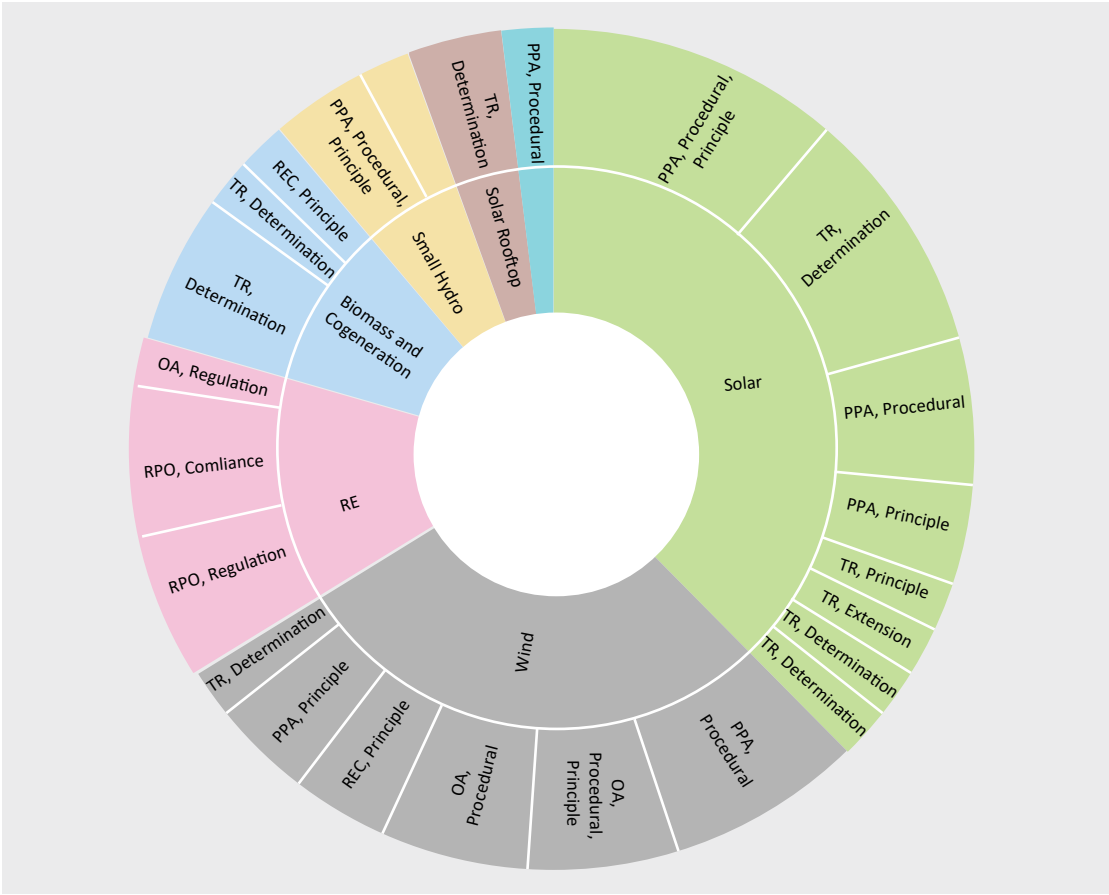 PPA, Procedural,
Principle
TR,
Determination
PPA, Procedural
PPA, Principle
TR, Principle
TR, Extension
TR, Determination
TR, Determination
Solar
PPA,
Procedural
OA,
Procedural,
Principle
OA,
Procedural
REC, Principle
PPA, Principle
TR, Determination
Wind
RPO, Regulation
RPO, Comliance
OA, Regulation
RE
TR,
Determination
TR, Determination
REC, Principle
Biomass and
Cogeneration
PPA, Procedural,
Principle
Small Hydro
TR,
Determination
Solar Rooftop
PPA, Procedural